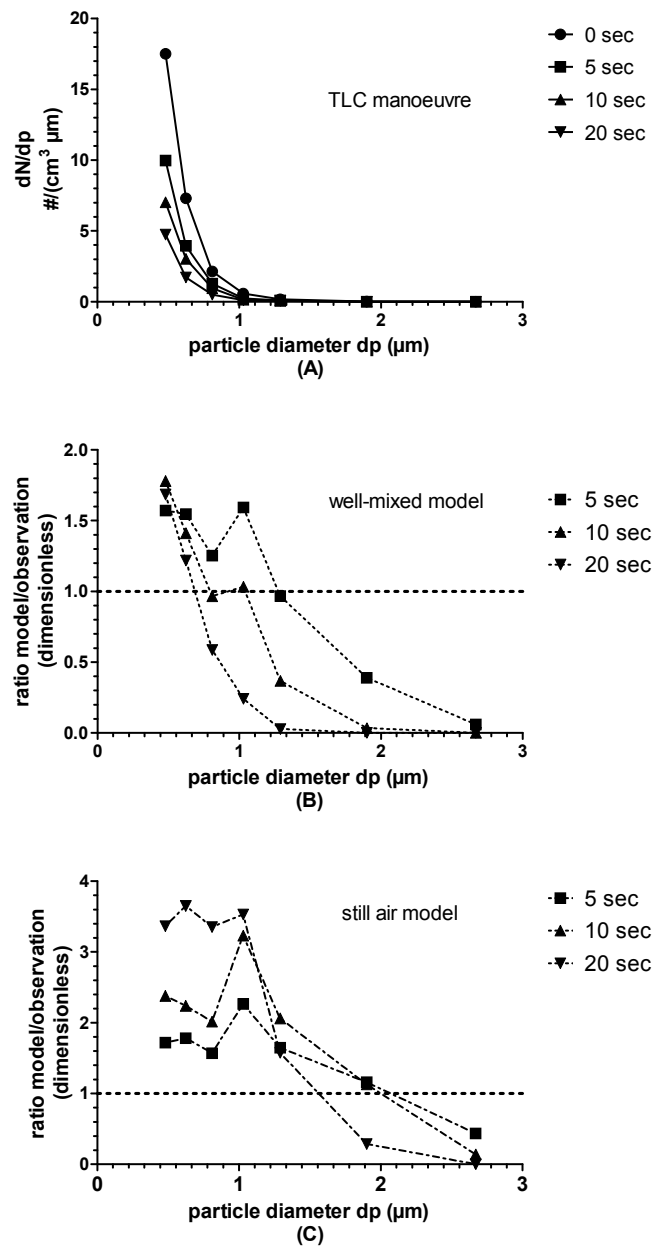 20
15
10
5
0
dN/dp
#/(cm³ µm)
TLC manoeuvre
0 sec
5 sec
10 sec
20 sec
0 1 2 3
particle diameter dp (µm)
(A)
2.0
1.5
1.0
0.5
0.0
ratio model/observation
(dimensionless)
well-mixed model
5 sec
10 sec
20 sec
0 1 2 3
particle diameter dp (µm)
(B)
4
3
2
1
0
ratio model/observation
(dimensionless)
still air model
5 sec
10 sec
20 sec
0 1 2 3
particle diameter dp (µm)
(C)